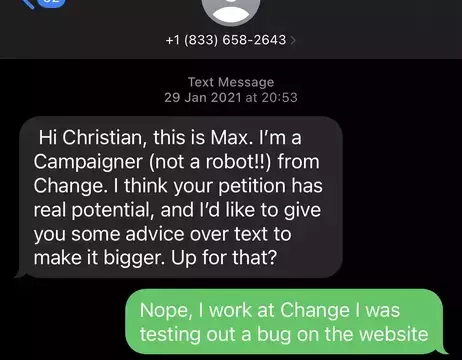 +1 (833) 658-2643 >
Text Message
29 Jan 2021 at 20:53
Hi Christian, this is Max. I'm a
Campaigner (not a robot!!) from
Change. I think your petition has
real potential, and I'd like to give
you some advice over text to
make it bigger. Up for that?
Nope, I work at Change I was
testing out a bug on the website